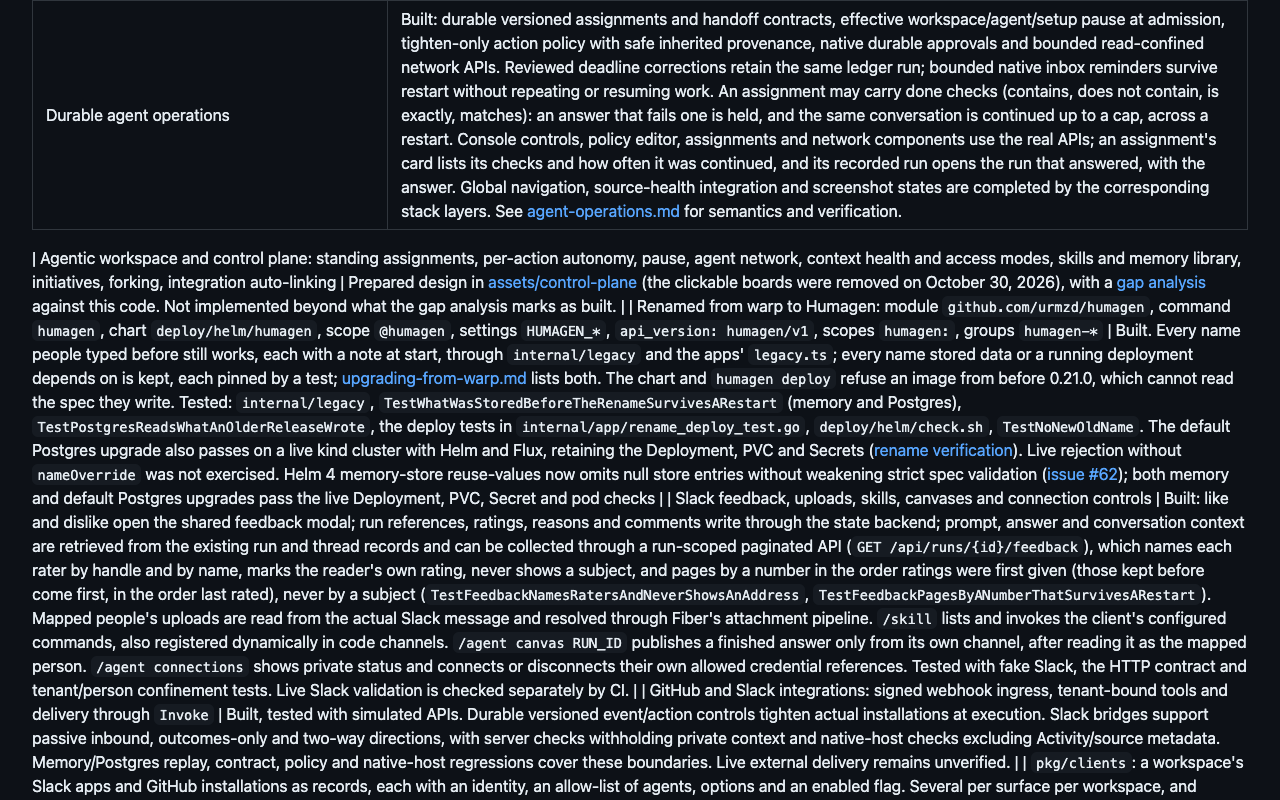 Durable agent operations
Built: durable versioned assignments and handoff contracts, effective workspace/agent/setup pause at admission,
tighten-only action policy with safe inherited provenance, native durable approvals and bounded read-confined
network APIs. Reviewed deadline corrections retain the same ledger run; bounded native inbox reminders survive
restart without repeating or resuming work. An assignment may carry done checks (contains, does not contain, is
exactly, matches): an answer that fails one is held, and the same conversation is continued up to a cap, across a
restart. Console controls, policy editor, assignments and network components use the real APIs; an assignment's
card lists its checks and how often it was continued, and its recorded run opens the run that answered, with the
answer. Global navigation, source-health integration and screenshot states are completed by the corresponding
stack layers. See agent-operations.md for semantics and verification.
| Agentic workspace and control plane: standing assignments, per-action autonomy, pause, agent network, context health and access modes, skills and memory library,
initiatives, forking, integration auto-linking | Prepared design in assets/control-plane (the clickable boards were removed on October 30, 2026), with a gap analysis
against this code. Not implemented beyond what the gap analysis marks as built. | | Renamed from warp to Humagen: module github.com/urmzd/humagen , command
humagen , chart deploy/helm/humagen , scope @humagen , settings HUMAGEN_* , api_version: humagen/v1 , scopes humagen: , groups humagen-* | Built. Every name
people typed before still works, each with a note at start, through internal/legacy and the apps' legacy.ts ; every name stored data or a running deployment
depends on is kept, each pinned by a test; upgrading-from-warp.md lists both. The chart and humagen deploy refuse an image from before 0.21.0, which cannot read
the spec they write. Tested: internal/legacy , TestWhatWasStoredBeforeTheRenameSurvivesARestart (memory and Postgres),
TestPostgresReadsWhatAnOlderReleaseWrote , the deploy tests in internal/app/rename_deploy_test.go , deploy/helm/check.sh , TestNoNewOldName . The default
Postgres upgrade also passes on a live kind cluster with Helm and Flux, retaining the Deployment, PVC and Secrets (rename verification). Live rejection without
nameOverride was not exercised. Helm 4 memory-store reuse-values now omits null store entries without weakening strict spec validation (issue #62); both memory
and default Postgres upgrades pass the live Deployment, PVC, Secret and pod checks | | Slack feedback, uploads, skills, canvases and connection controls | Built: like
and dislike open the shared feedback modal; run references, ratings, reasons and comments write through the state backend; prompt, answer and conversation context
are retrieved from the existing run and thread records and can be collected through a run-scoped paginated API ( GET /api/runs/{id}/feedback ), which names each
rater by handle and by name, marks the reader's own rating, never shows a subject, and pages by a number in the order ratings were first given (those kept before
come first, in the order last rated), never by a subject ( TestFeedbackNamesRatersAndNeverShowsAnAddress , TestFeedbackPagesByANumberThatSurvivesARestart ).
Mapped people's uploads are read from the actual Slack message and resolved through Fiber's attachment pipeline. /skill lists and invokes the client's configured
commands, also registered dynamically in code channels. /agent canvas RUN_ID publishes a finished answer only from its own channel, after reading it as the mapped
person. /agent connections shows private status and connects or disconnects their own allowed credential references. Tested with fake Slack, the HTTP contract and
tenant/person confinement tests. Live Slack validation is checked separately by CI. | | GitHub and Slack integrations: signed webhook ingress, tenant-bound tools and
delivery through Invoke | Built, tested with simulated APIs. Durable versioned event/action controls tighten actual installations at execution. Slack bridges support
passive inbound, outcomes-only and two-way directions, with server checks withholding private context and native-host checks excluding Activity/source metadata.
Memory/Postgres replay, contract, policy and native-host regressions cover these boundaries. Live external delivery remains unverified. | | pkg/clients : a workspace's
Slack apps and GitHub installations as records, each with an identity, an allow-list of agents, options and an enabled flag. Several per surface per workspace, and